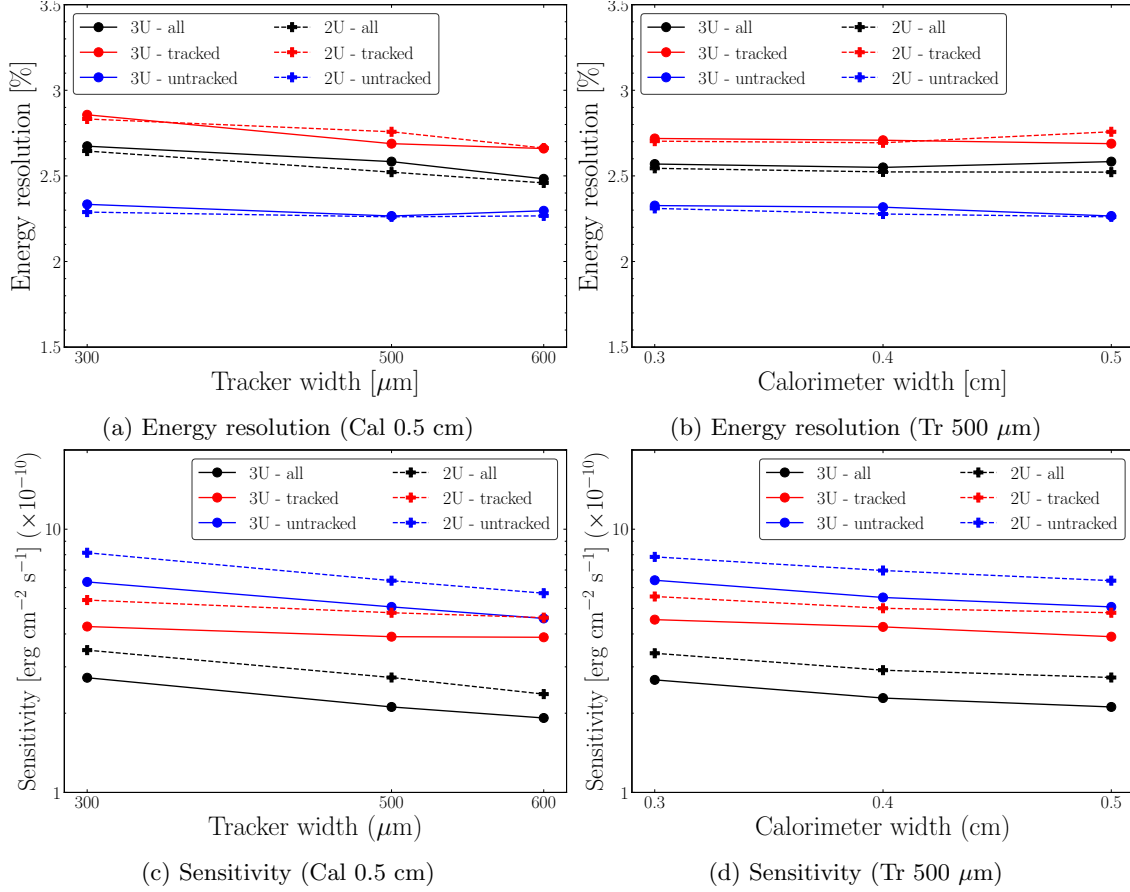 3.5
3
2.5
2
1.5
Energy resolution [%]
3U - all
3U - tracked
3U - untracked
2U - all
2U - tracked
2U - untracked
300
500
600
Tracker width [μm]
(a) Energy resolution (Cal 0.5 cm)
3.5
3
2.5
2
1.5
Energy resolution [%]
3U - all
3U - tracked
3U - untracked
2U - all
2U - tracked
2U - untracked
0.3
0.4
0.5
Calorimeter width [cm]
(b) Energy resolution (Tr 500 μm)
10
1
Sensitivity [erg cm⁻² s⁻¹] (×10⁻¹⁰)
3U - all
3U - tracked
3U - untracked
2U - all
2U - tracked
2U - untracked
300
500
600
Tracker width (μm)
(c) Sensitivity (Cal 0.5 cm)
10
1
Sensitivity [erg cm⁻² s⁻¹] (×10⁻¹⁰)
3U - all
3U - tracked
3U - untracked
2U - all
2U - tracked
2U - untracked
0.3
0.4
0.5
Calorimeter width (cm)
(d) Sensitivity (Tr 500 μm)